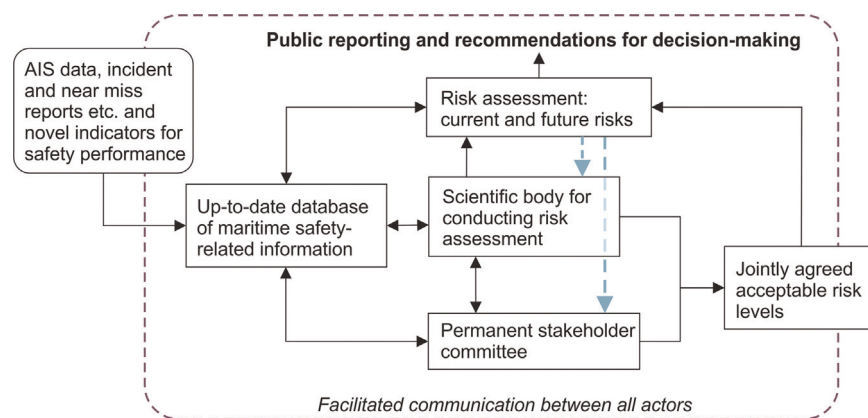 Public reporting and recommendations for decision-making
AIS data, incident
and near miss
reports etc. and
novel indicators for
safety performance
Risk assessment:
current and future risks
Up-to-date database
of maritime safety-
related information
Scientific body for
conducting risk
assessment
Jointly agreed
acceptable risk
levels
Permanent stakeholder
committee
Facilitated communication between all actors